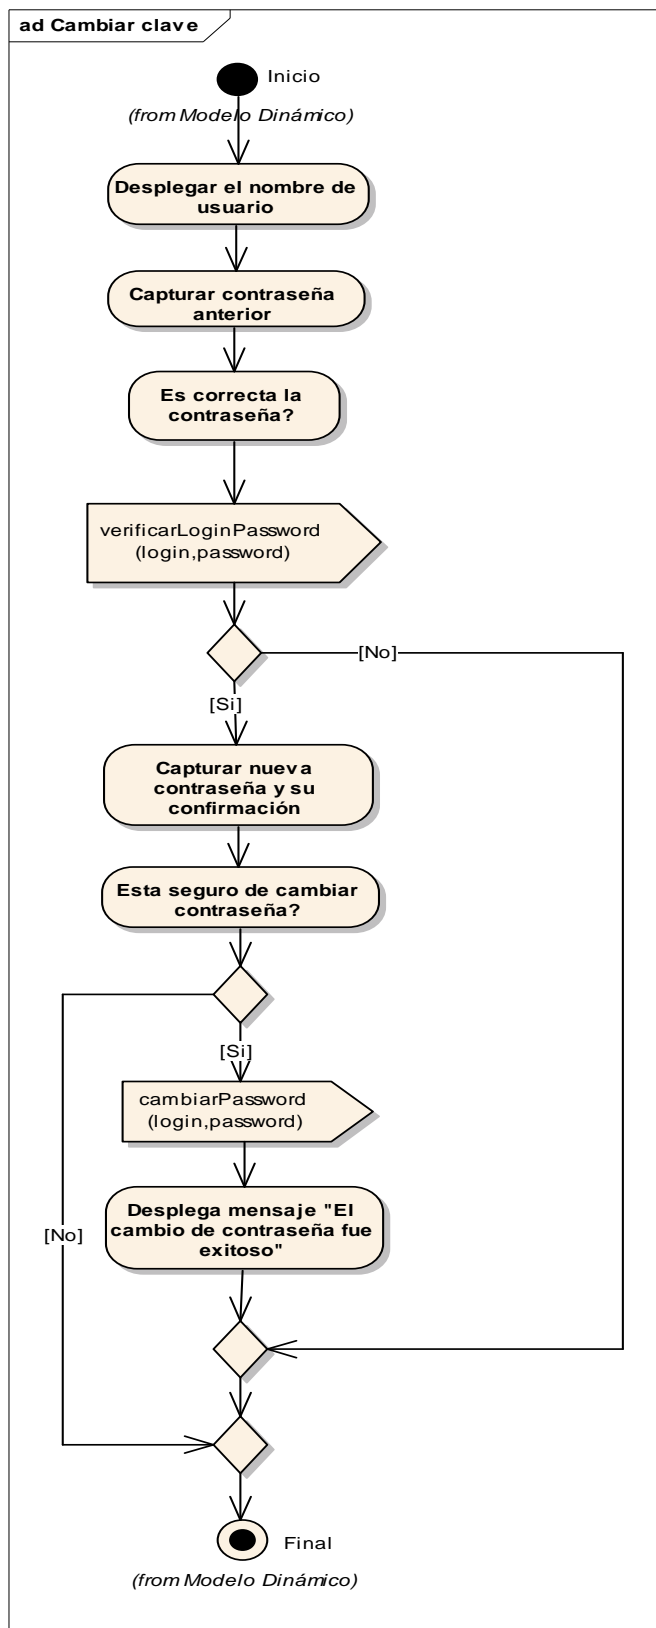 ad Cambiar clave
Inicio
(from Modelo Dinámico)
Desplegar el nombre de
usuario
Capturar contraseña
anterior
Es correcta la
contraseña?
verificarLoginPassword
(login,password)
[No]
[Si]
Capturar nueva
contraseña y su
confirmación
Esta seguro de cambiar
contraseña?
[Si]
cambiarPassword
(login,password)
Desplega mensaje "El
cambio de contraseña fue
exitoso"
[No]
Final
(from Modelo Dinámico)